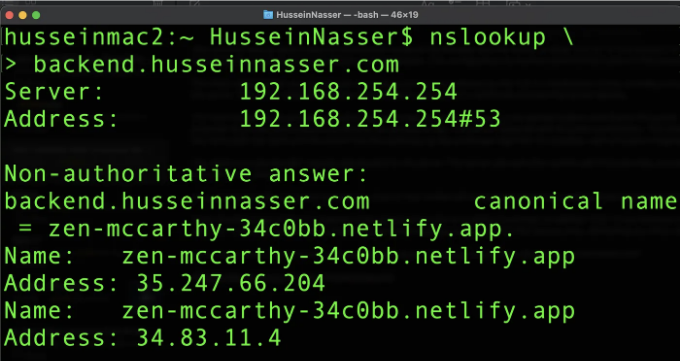 HusseinNasser — -bash — 46×19
husseinmac2:~ HusseinNasser$ nslookup \
> backend.husseinnasser.com
Server:         192.168.254.254
Address:        192.168.254.254#53
Non-authoritative answer:
backend.husseinnasser.com       canonical name
 = zen-mccarthy-34c0bb.netlify.app.
Name:   zen-mccarthy-34c0bb.netlify.app
Address: 35.247.66.204
Name:   zen-mccarthy-34c0bb.netlify.app
Address: 34.83.11.4